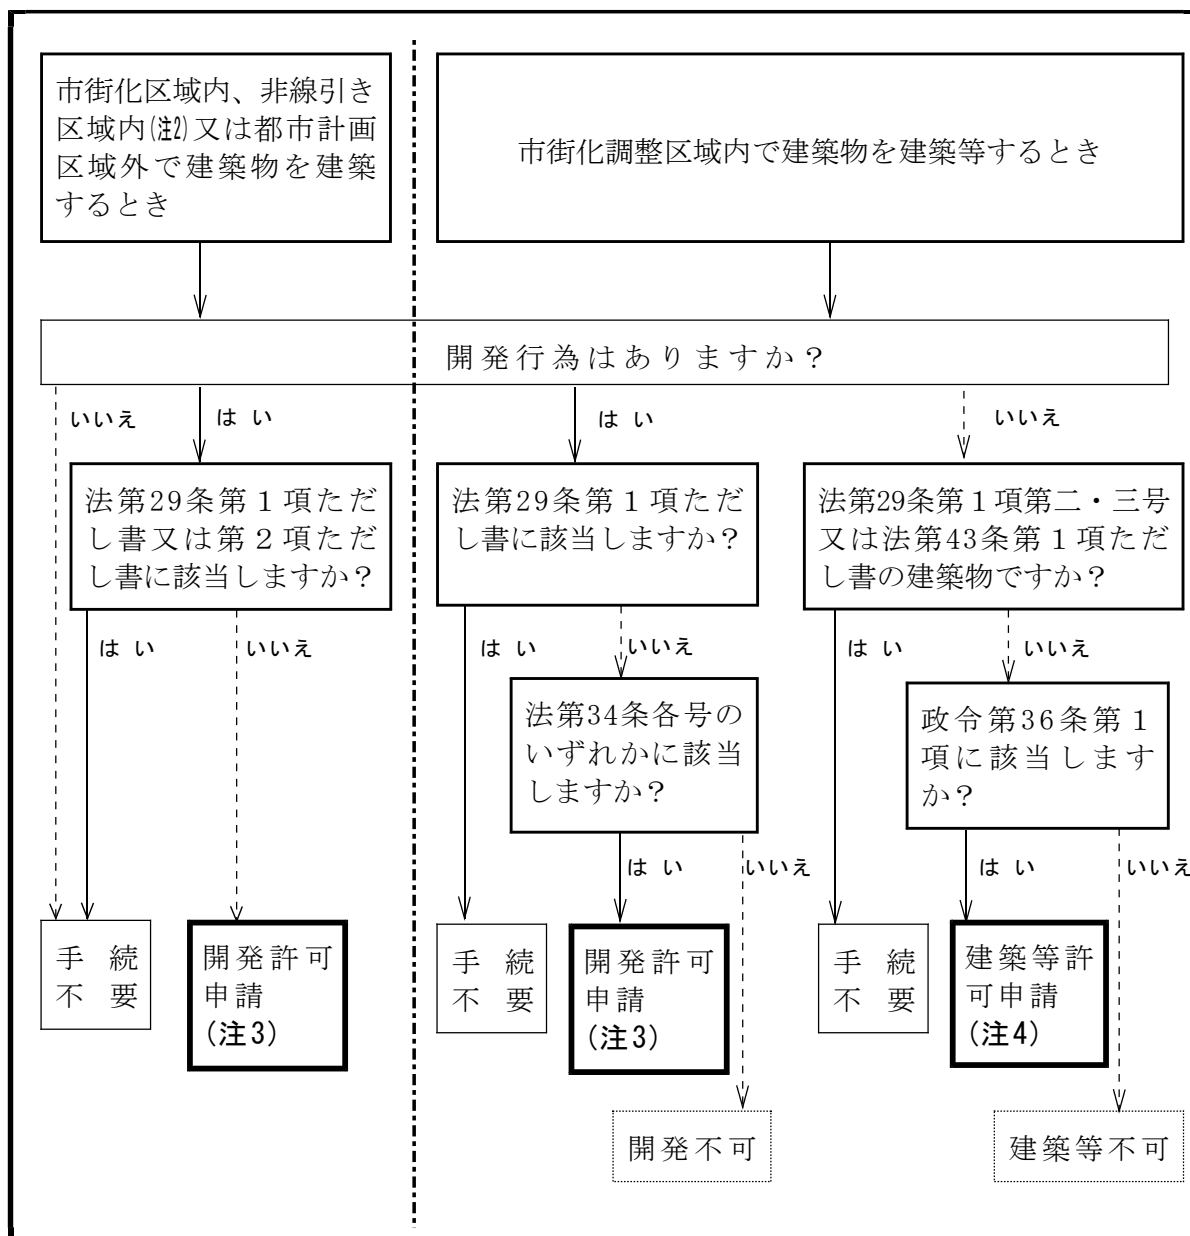 市街化区域内、非線引き
区域内(注2)又は都市計画
区域外で建築物を建築
するとき
市街化調整区域内で建築物を建築等するとき
開発行為はありますか？
いいえ
はい
はい
いいえ
法第29条第１項ただ
し書又は第２項ただ
し書に該当しますか？
法第29条第１項ただ
し書に該当しますか？
法第29条第１項第二・三号
又は法第43条第１項ただ
し書の建築物ですか？
はい
いいえ
はい
いいえ
はい
いいえ
法第34条各号の
いずれかに該当
しますか？
政令第36条第１
項に該当します
か？
はい
いいえ
はい
いいえ
手続
不要
開発許可
申請
(注3)
手続
不要
開発許可
申請
(注3)
手続
不要
建築等許
可申請
(注4)
開発不可
建築等不可